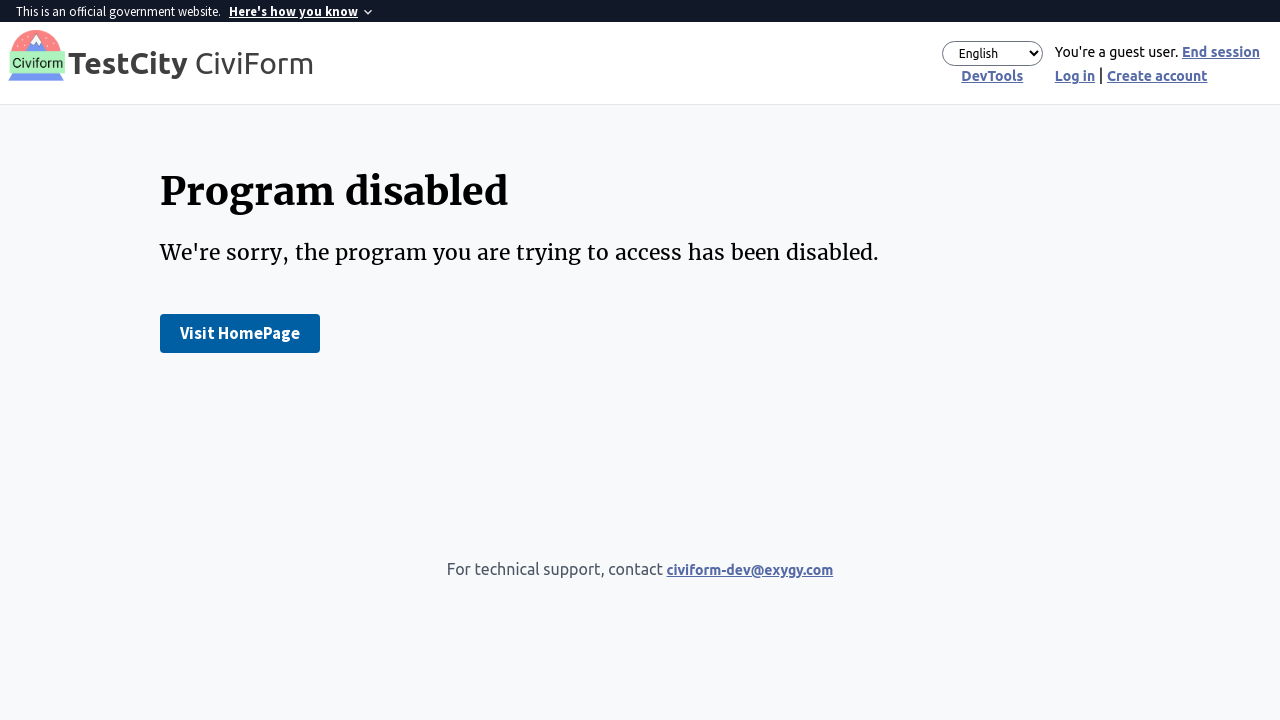 This is an official government website. Here's how you know
Civiform
TestCity CiviForm
English
You're a guest user. End session
DevTools
Log in | Create account
Program disabled
We're sorry, the program you are trying to access has been disabled.
Visit HomePage
For technical support, contact civiform-dev@exygy.com